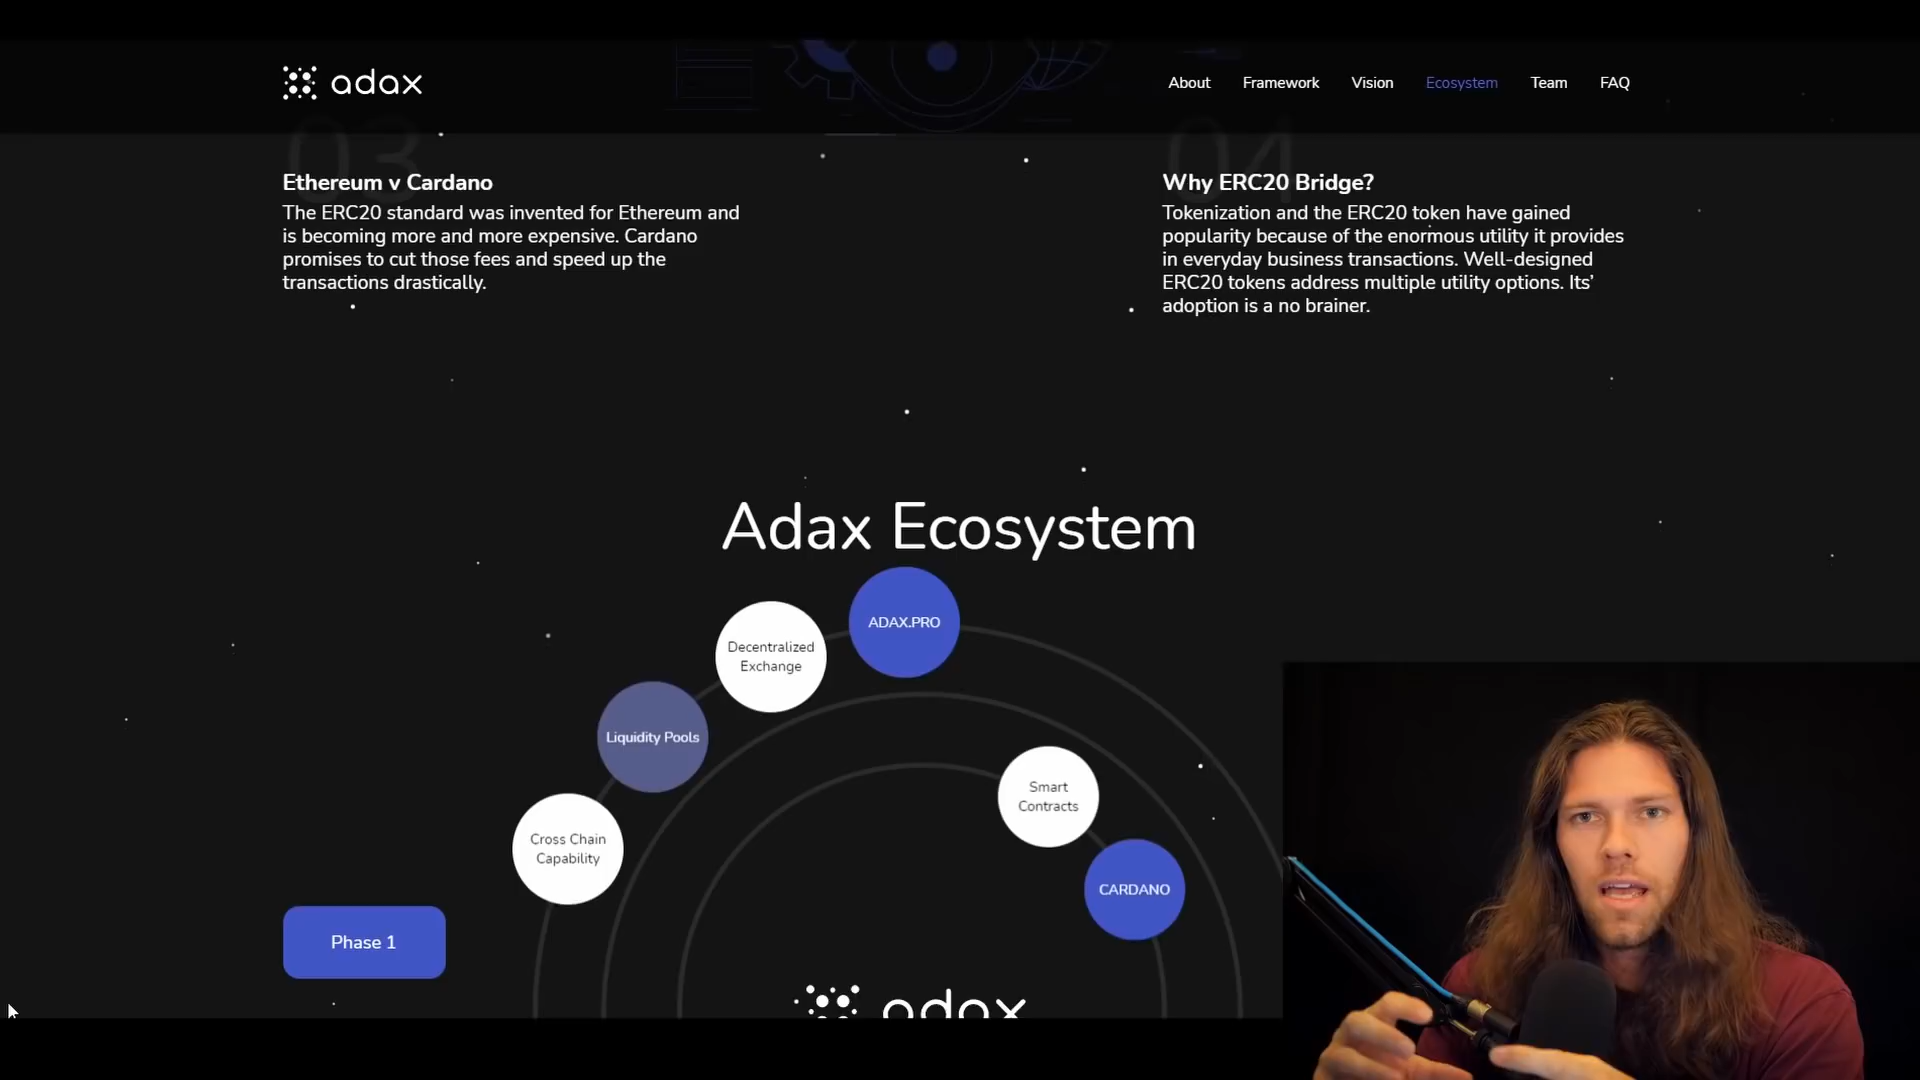 adax
About
Framework
Vision
Ecosystem
Team
FAQ
03
04
Ethereum v Cardano
The ERC20 standard was invented for Ethereum and
is becoming more and more expensive. Cardano
promises to cut those fees and speed up the
transactions drastically.
Why ERC20 Bridge?
Tokenization and the ERC20 token have gained
popularity because of the enormous utility it provides
in everyday business transactions. Well-designed
ERC20 tokens address multiple utility options. Its’
adoption is a no brainer.
Adax Ecosystem
ADAX.PRO
Decentralized
Exchange
Liquidity Pools
Cross Chain
Capability
Smart
Contracts
CARDANO
Phase 1
adax